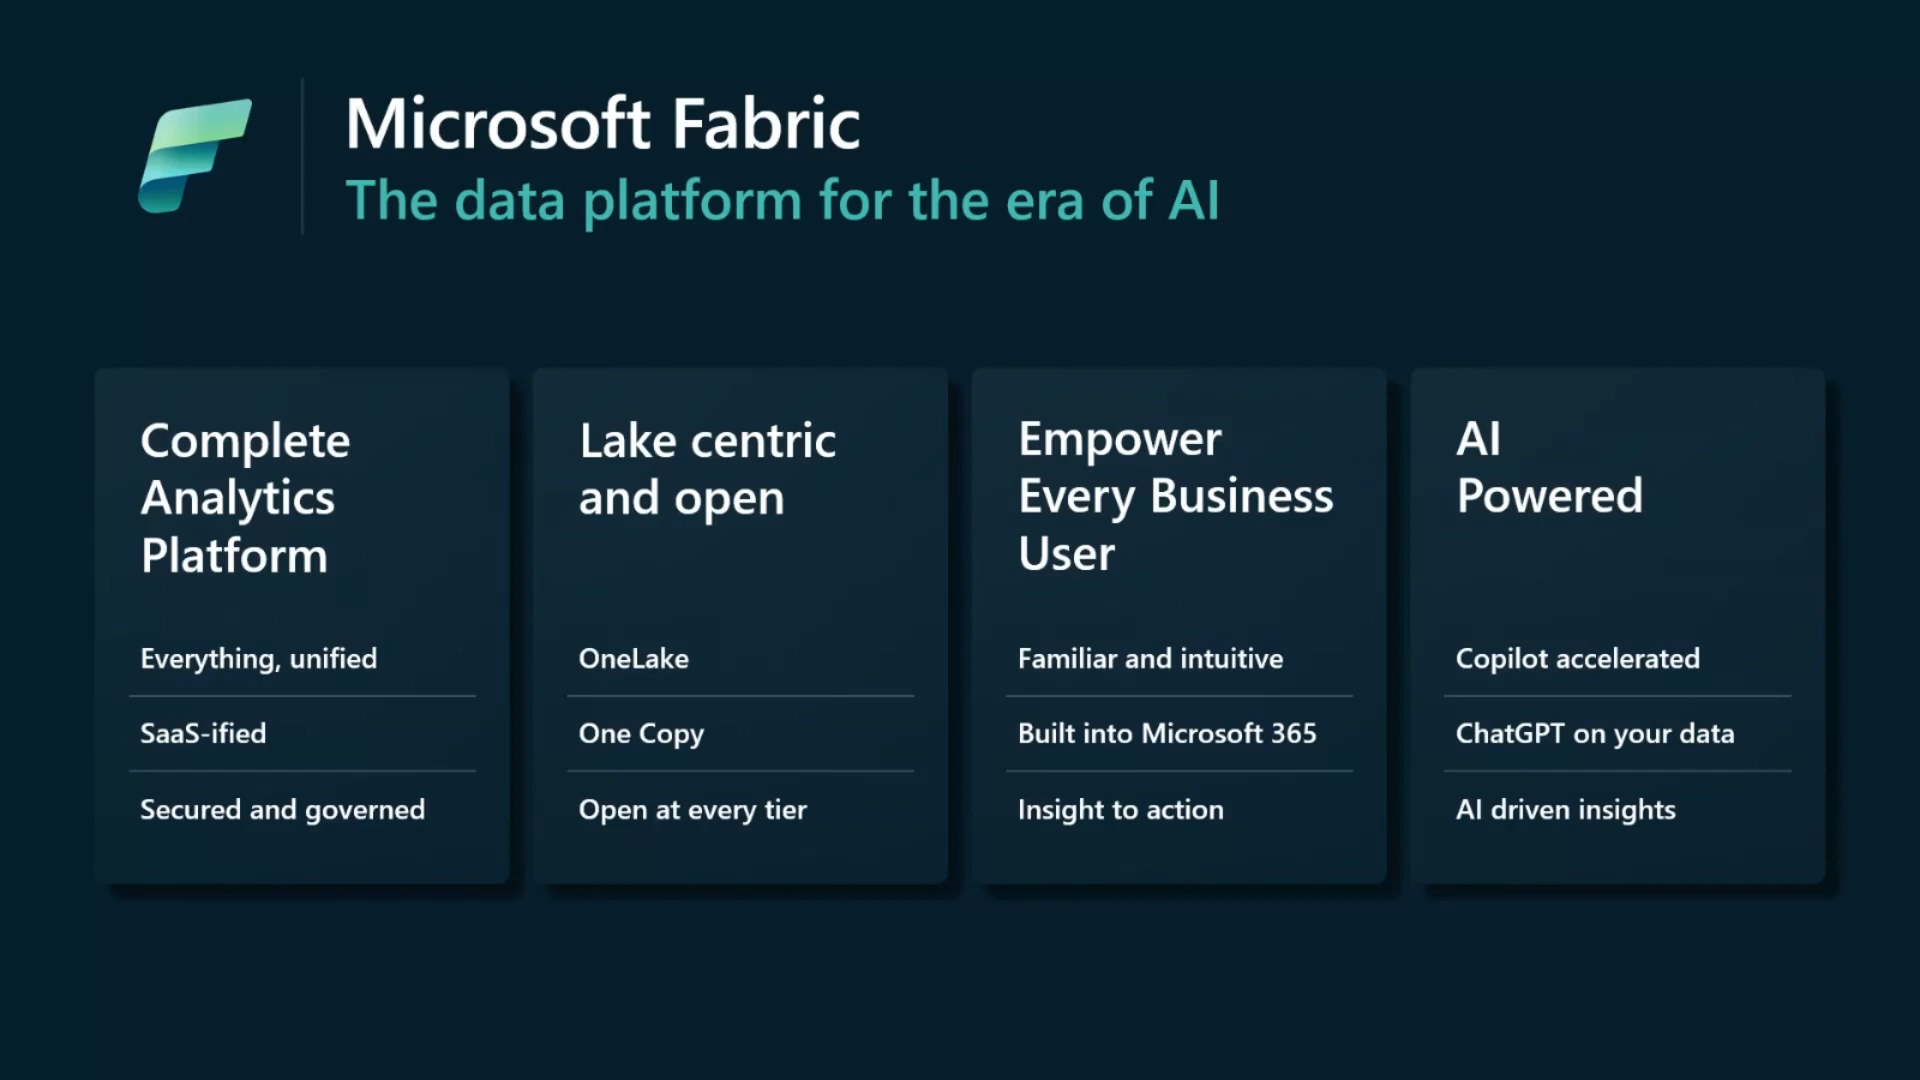 Microsoft Fabric
The data platform for the era of AI
Complete
Analytics
Platform
Everything, unified
SaaS-ified
Secured and governed
Lake centric
and open
OneLake
One Copy
Open at every tier
Empower
Every Business
User
Familiar and intuitive
Built into Microsoft 365
Insight to action
AI
Powered
Copilot accelerated
ChatGPT on your data
AI driven insights